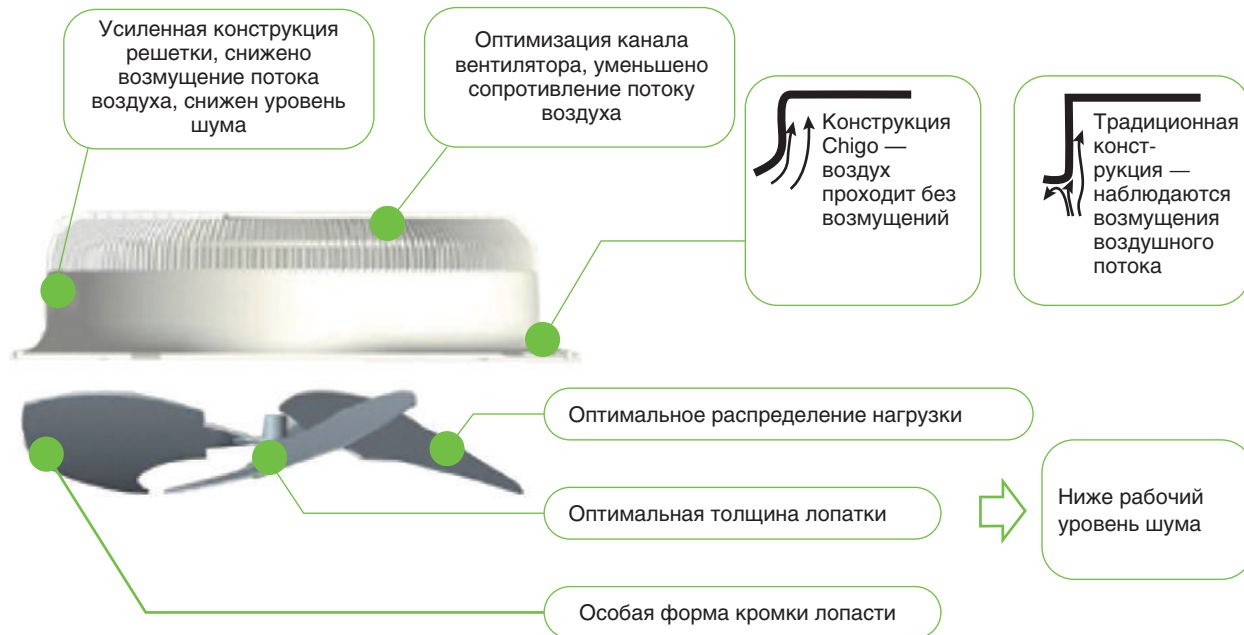 Усиленная конструкция
решетки, снижено
возмущение потока
воздуха, снижен уровень
шума
Оптимизация канала
вентилятора, уменьшено
сопротивление потоку
воздуха
Конструкция
Chigo —
воздух
проходит без
возмущений
Традиционная
конст-
рукция —
наблюдаются
возмущения
воздушного
потока
Оптимальное распределение нагрузки
Оптимальная толщина лопатки
Особая форма кромки лопасти
Ниже рабочий
уровень шума